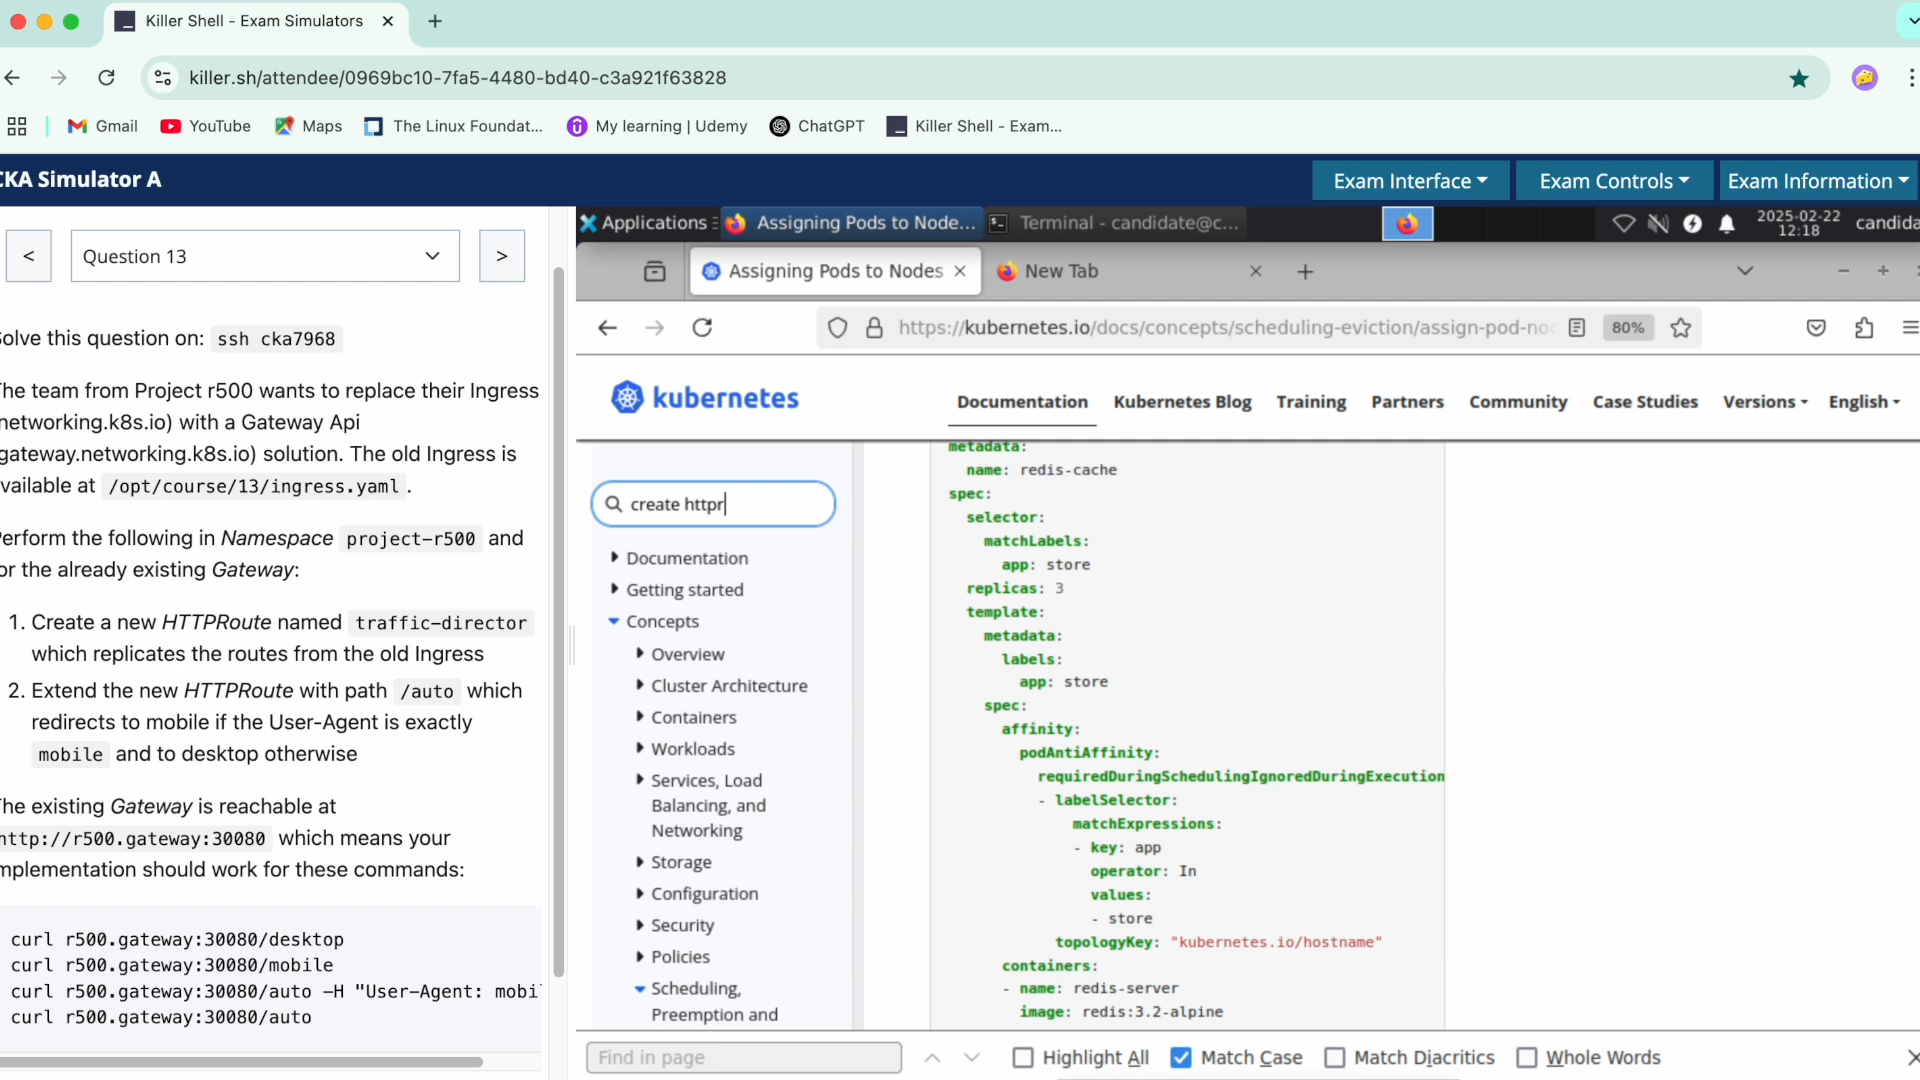 Killer Shell - Exam Simulators
killer.sh/attendee/0969bc10-7fa5-4480-bd40-c3a921f63828
Gmail YouTube Maps The Linux Foundat... My learning | Udemy ChatGPT Killer Shell - Exam...
CKA Simulator A
Exam Interface Exam Controls Exam Information
< Question 13 >
olve this question on: ssh cka7968
he team from Project r500 wants to replace their Ingress
networking.k8s.io) with a Gateway Api
gateway.networking.k8s.io) solution. The old Ingress is
vailable at /opt/course/13/ingress.yaml .
erform the following in Namespace project-r500 and
or the already existing Gateway:
1. Create a new HTTPRoute named traffic-director
which replicates the routes from the old Ingress
2. Extend the new HTTPRoute with path /auto which
redirects to mobile if the User-Agent is exactly
mobile and to desktop otherwise
he existing Gateway is reachable at
http://r500.gateway:30080 which means your
mplementation should work for these commands:
curl r500.gateway:30080/desktop
curl r500.gateway:30080/mobile
curl r500.gateway:30080/auto -H "User-Agent: mobi
curl r500.gateway:30080/auto
Applications Assigning Pods to Node... Terminal - candidate@c... 2025-02-22
12:18 candida
Assigning Pods to Nodes New Tab
https://kubernetes.io/docs/concepts/scheduling-eviction/assign-pod-no 80%
kubernetes
Documentation Kubernetes Blog Training Partners Community Case Studies Versions English
create httpr
Documentation
Getting started
Concepts
Overview
Cluster Architecture
Containers
Workloads
Services, Load
Balancing, and
Networking
Storage
Configuration
Security
Policies
Scheduling,
Preemption and
metadata:
name: redis-cache
spec:
selector:
matchLabels:
app: store
replicas: 3
template:
metadata:
labels:
app: store
spec:
affinity:
podAntiAffinity:
requiredDuringSchedulingIgnoredDuringExecution
- labelSelector:
matchExpressions:
- key: app
operator: In
values:
- store
topologyKey: "kubernetes.io/hostname"
containers:
- name: redis-server
image: redis:3.2-alpine
Find in page Highlight All Match Case Match Diacritics Whole Words